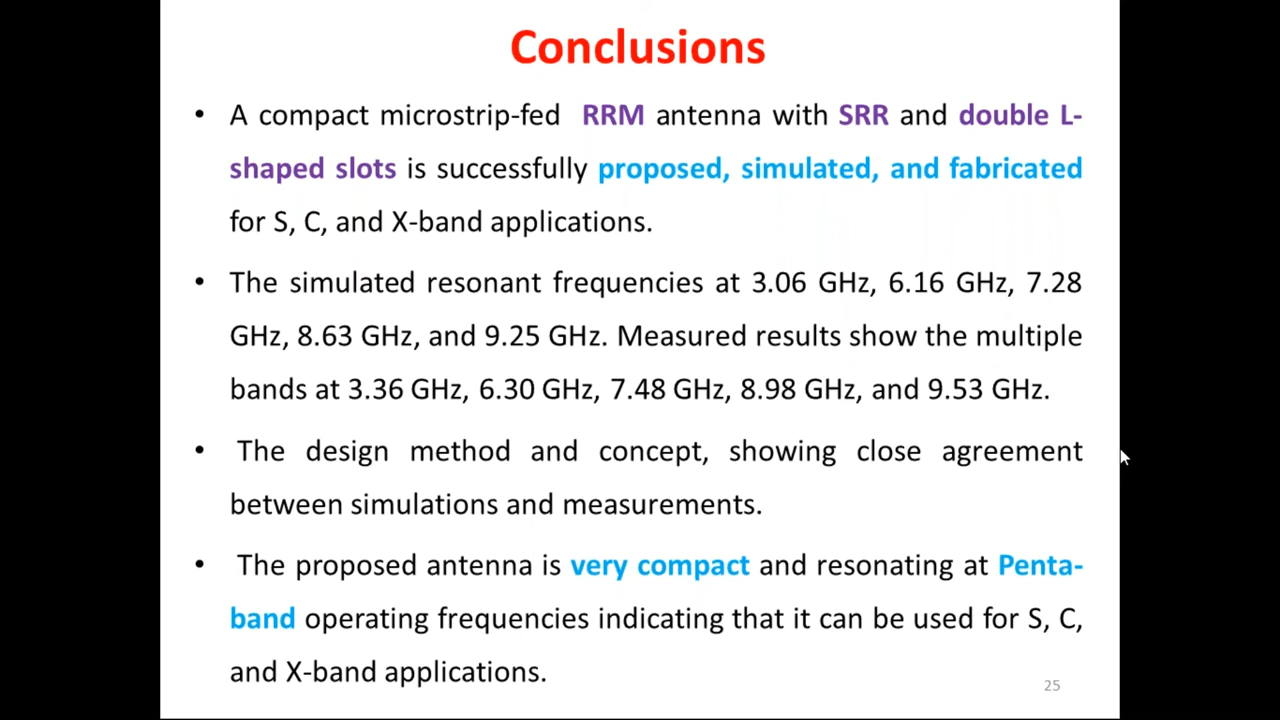 Conclusions
• A compact microstrip-fed RRM antenna with SRR and double L-
shaped slots is successfully proposed, simulated, and fabricated
for S, C, and X-band applications.
• The simulated resonant frequencies at 3.06 GHz, 6.16 GHz, 7.28
GHz, 8.63 GHz, and 9.25 GHz. Measured results show the multiple
bands at 3.36 GHz, 6.30 GHz, 7.48 GHz, 8.98 GHz, and 9.53 GHz.
• The design method and concept, showing close agreement
between simulations and measurements.
• The proposed antenna is very compact and resonating at Penta-
band operating frequencies indicating that it can be used for S, C,
and X-band applications.
25